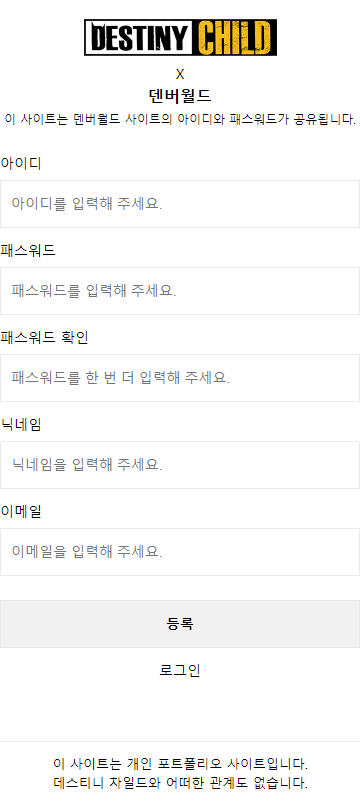 DESTINY CHILD
X
덴버월드
이 사이트는 덴버월드 사이트의 아이디와 패스워드가 공유됩니다.
아이디
아이디를 입력해 주세요.
패스워드
패스워드를 입력해 주세요.
패스워드 확인
패스워드를 한 번 더 입력해 주세요.
닉네임
닉네임을 입력해 주세요.
이메일
이메일을 입력해 주세요.
등록
로그인
이 사이트는 개인 포트폴리오 사이트입니다.
데스티니 차일드와 어떠한 관계도 없습니다.